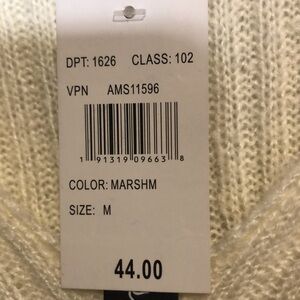 DPT: 1626 CLASS: 102
VPN AMS11596
1 91319 09663 8
COLOR: MARSHM
SIZE: M
44.00